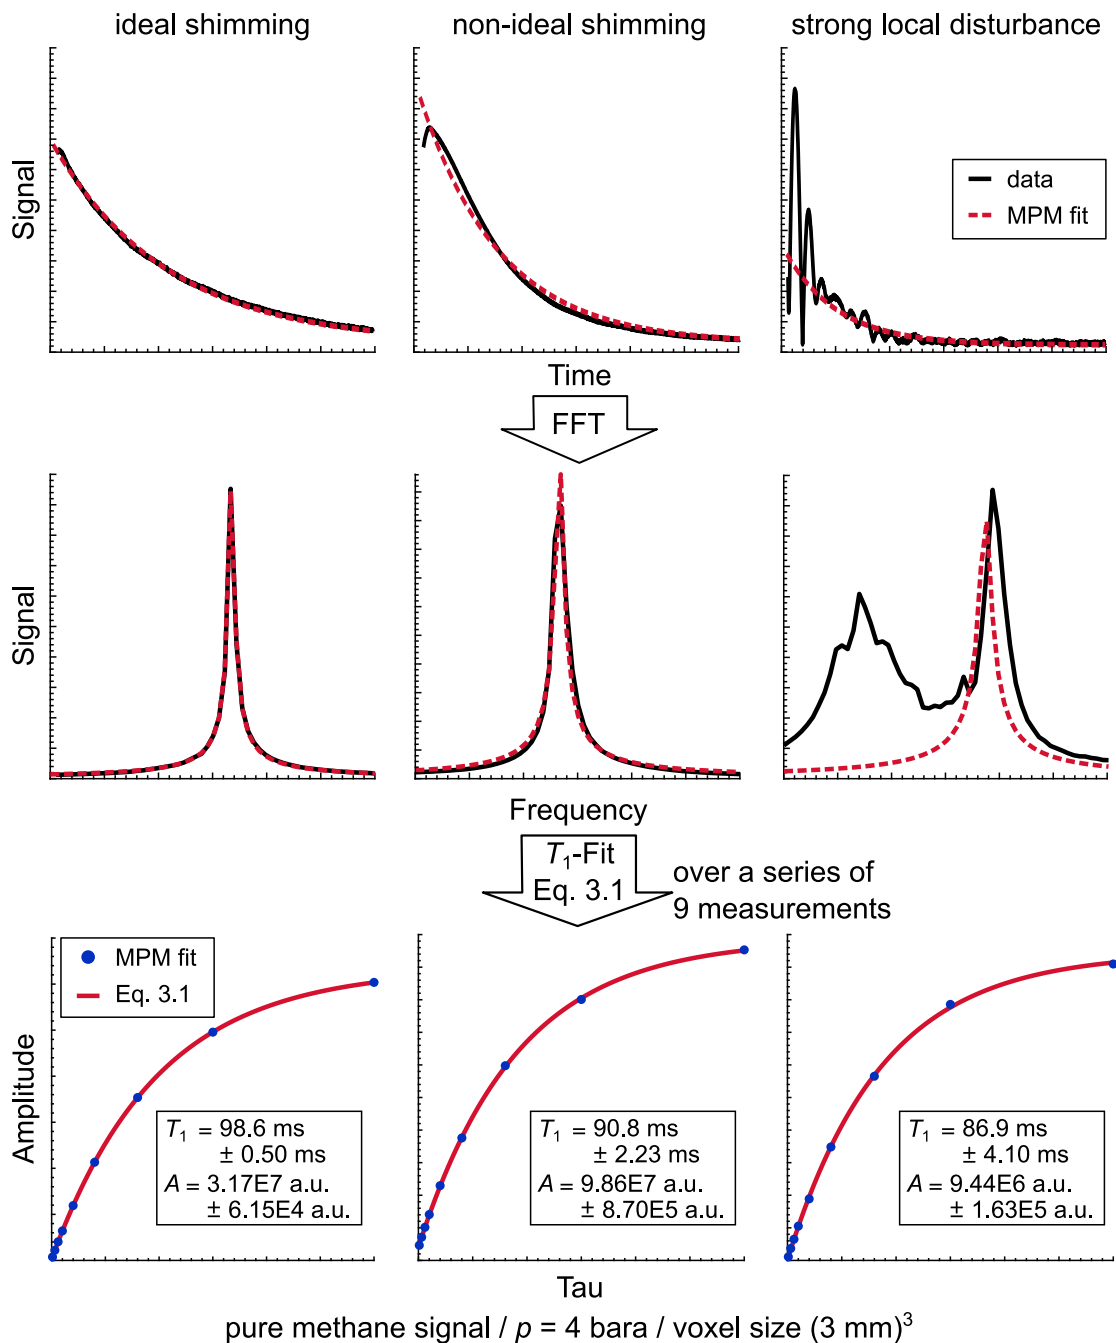 ideal shimming
non-ideal shimming
strong local disturbance
Signal
data
MPM fit
Time
FFT
Signal
Frequency
T₁-Fit
Eq. 3.1
over a series of
9 measurements
MPM fit
Eq. 3.1
Amplitude
T₁ = 98.6 ms
± 0.50 ms
A = 3.17E7 a.u.
± 6.15E4 a.u.
T₁ = 90.8 ms
± 2.23 ms
A = 9.86E7 a.u.
± 8.70E5 a.u.
T₁ = 86.9 ms
± 4.10 ms
A = 9.44E6 a.u.
± 1.63E5 a.u.
Tau
pure methane signal / p = 4 bara / voxel size (3 mm)³